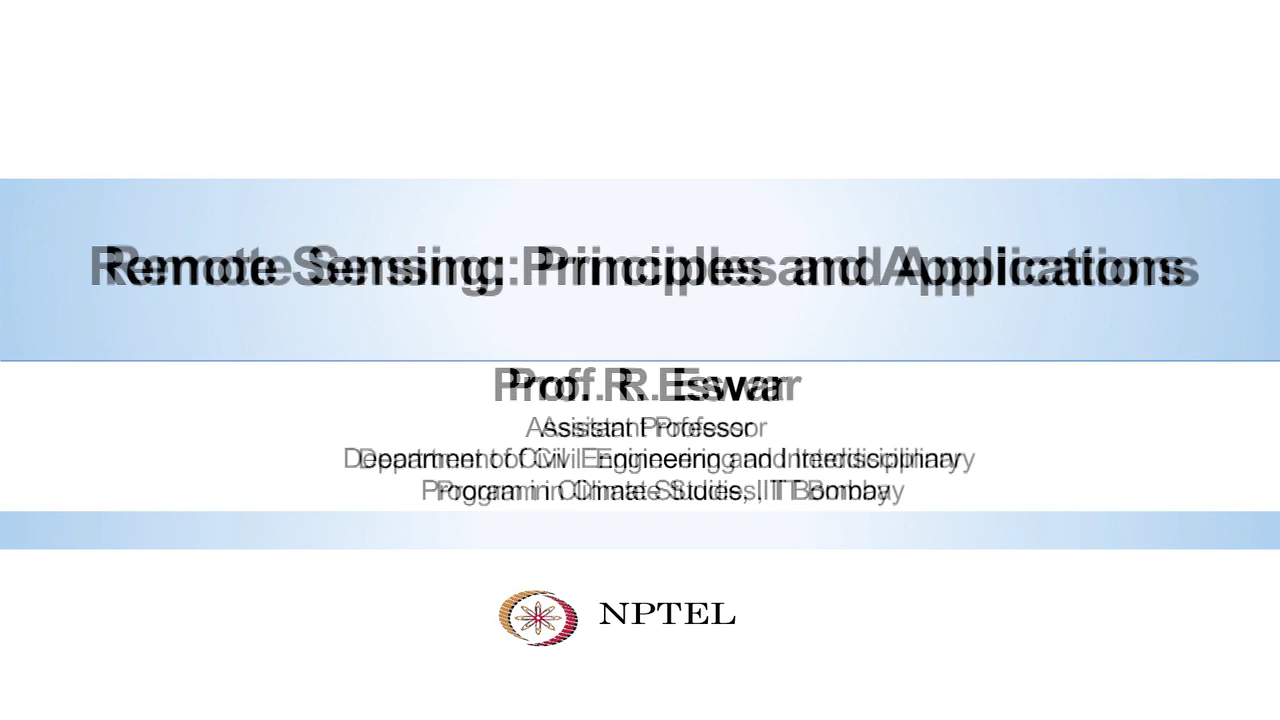 Remote Sensing: Principles and Applications
Prof. R. Eswar
Assistant Professor
Department of Civil Engineering and Interdisciplinary
Program in Climate Studies, IIT Bombay
NPTEL